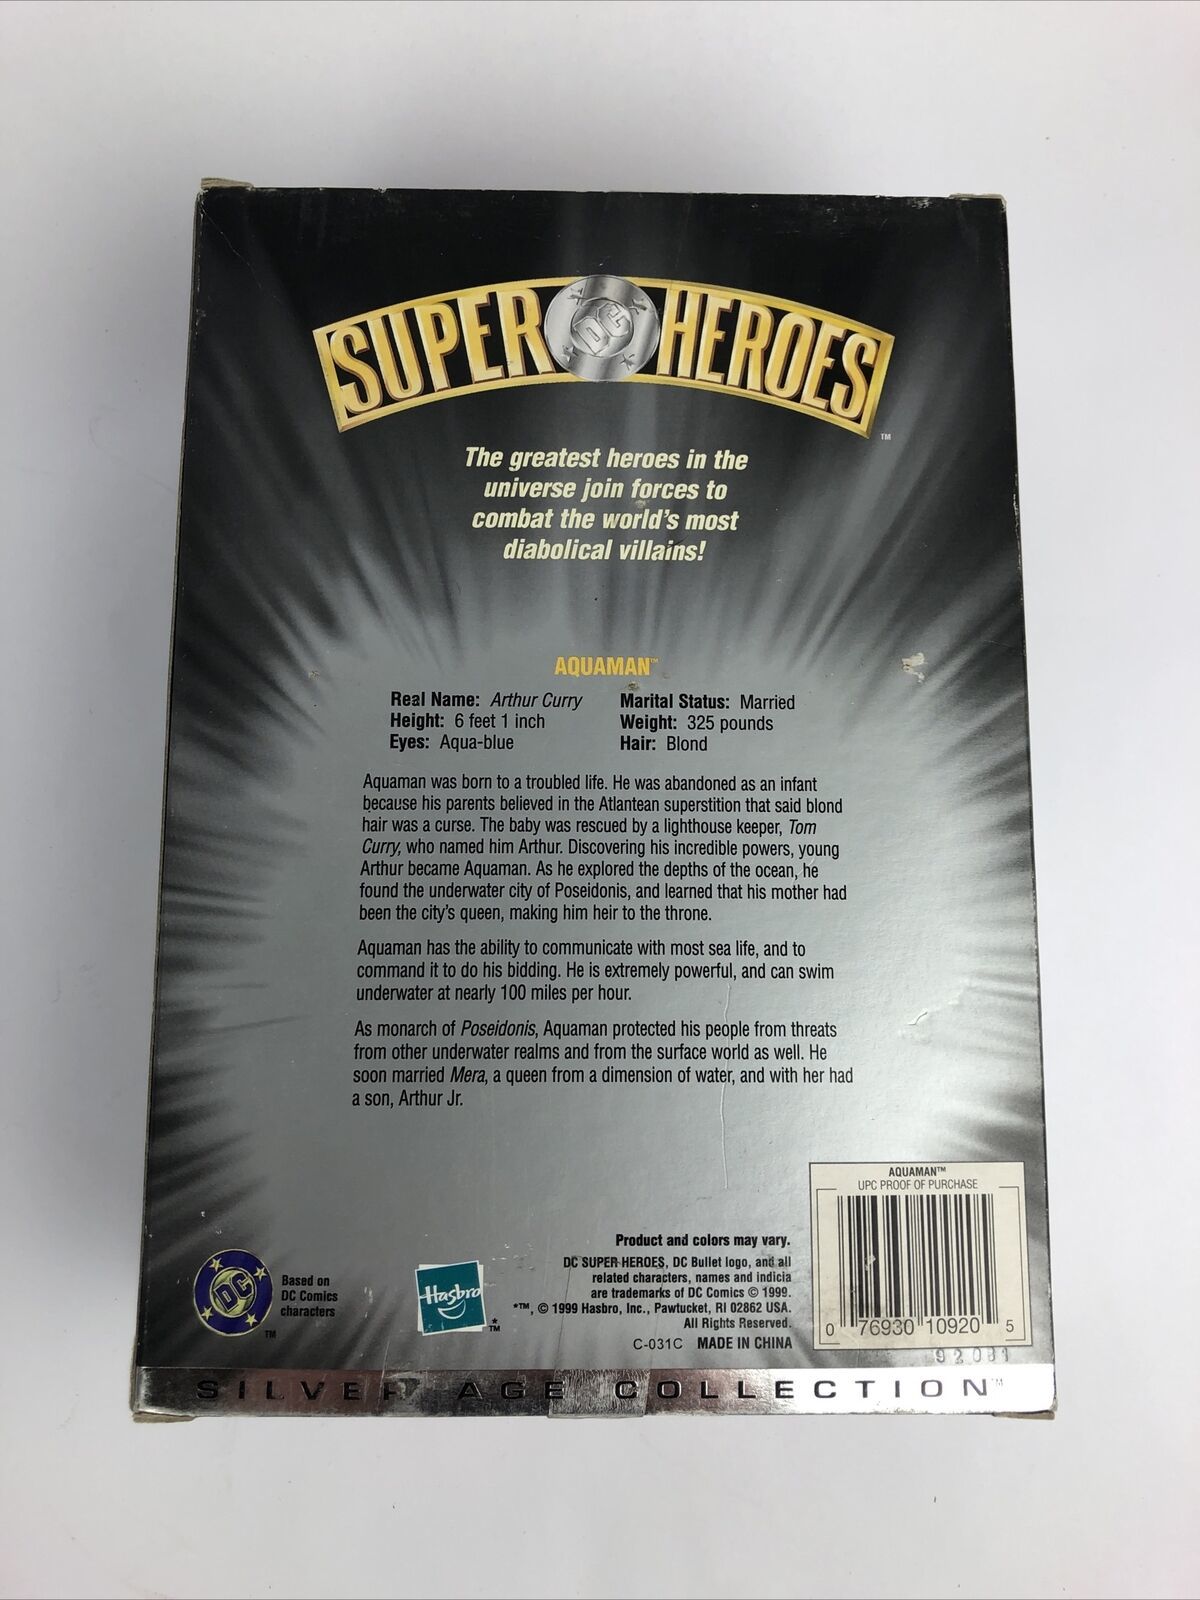 SUPER DC HEROES™
The greatest heroes in the
universe join forces to
combat the world's most
diabolical villains!
AQUAMAN™
Real Name: Arthur Curry
Marital Status: Married
Height: 6 feet 1 inch
Weight: 325 pounds
Eyes: Aqua-blue
Hair: Blond
Aquaman was born to a troubled life. He was abandoned as an infant
because his parents believed in the Atlantean superstition that said blond
hair was a curse. The baby was rescued by a lighthouse keeper, Tom
Curry, who named him Arthur. Discovering his incredible powers, young
Arthur became Aquaman. As he explored the depths of the ocean, he
found the underwater city of Poseidonis, and learned that his mother had
been the city's queen, making him heir to the throne.
Aquaman has the ability to communicate with most sea life, and to
command it to do his bidding. He is extremely powerful, and can swim
underwater at nearly 100 miles per hour.
As monarch of Poseidonis, Aquaman protected his people from threats
from other underwater realms and from the surface world as well. He
soon married Mera, a queen from a dimension of water, and with her had
a son, Arthur Jr.
AQUAMAN™
UPC PROOF OF PURCHASE
0 76930 10920 5
DC
™
Based on
DC Comics
characters
Hasbro
*™
Product and colors may vary.
DC SUPER HEROES, DC Bullet logo, and all
related characters, names and indicia
are trademarks of DC Comics © 1999.
*™, © 1999 Hasbro, Inc., Pawtucket, RI 02862 USA.
All Rights Reserved.
C-031C MADE IN CHINA
SILVER AGE COLLECTION™